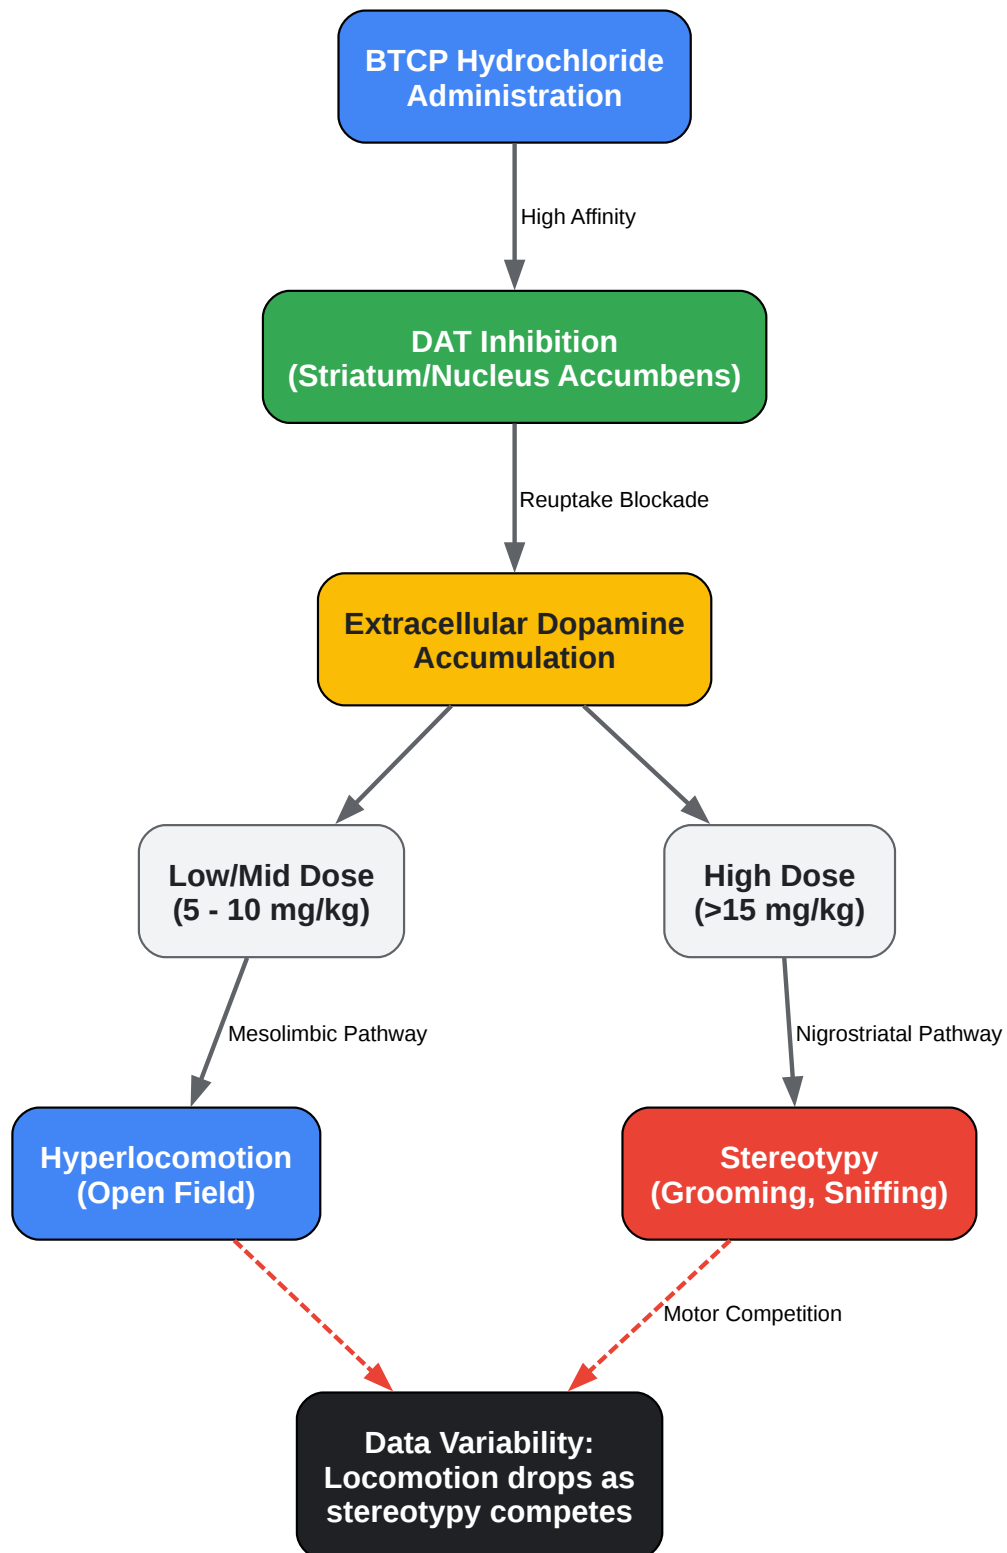 BTCP Hydrochloride
Administration
High Affinity
DAT Inhibition
(Striatum/Nucleus Accumbens)
Reuptake Blockade
Extracellular Dopamine
Accumulation
Low/Mid Dose
(5 - 10 mg/kg)
High Dose
(>15 mg/kg)
Mesolimbic Pathway
Nigrostriatal Pathway
Hyperlocomotion
(Open Field)
Stereotypy
(Grooming, Sniffing)
Motor Competition
Data Variability:
Locomotion drops as
stereotypy competes